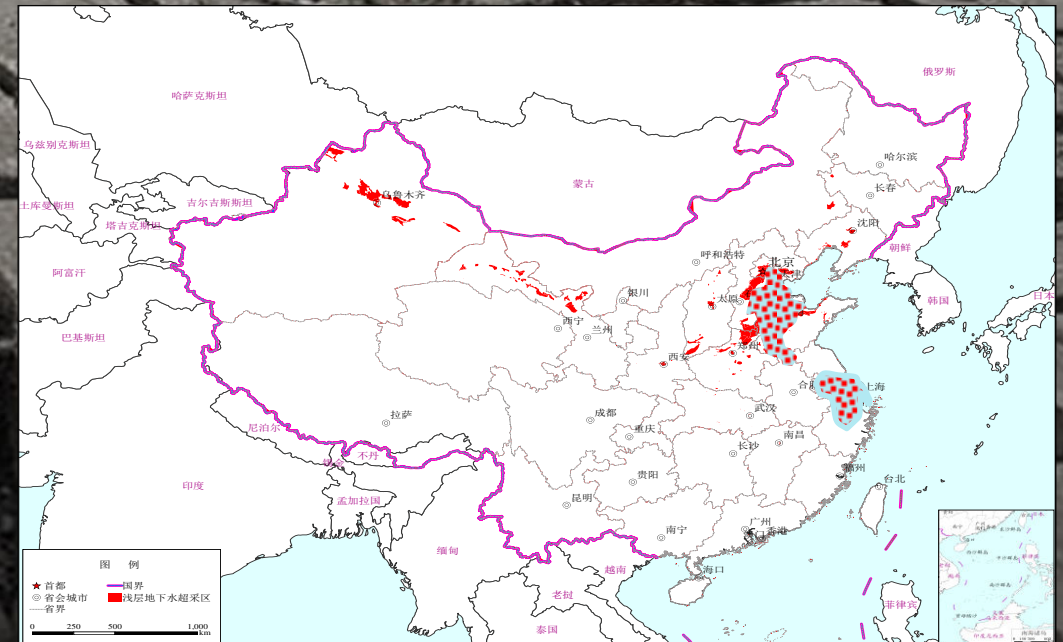 俄罗斯
哈萨克斯坦
乌兹别克斯坦
哈尔滨
蒙古
长春
乌鲁木齐
吉尔吉斯斯坦
土库曼斯坦
塔吉克斯坦
沈阳
朝鲜
呼和浩特
北京
阿富汗
银川
太原
韩国
日本
西宁
兰州
巴基斯坦
郑州
西安
合肥
上海
拉萨
成都
武汉
尼泊尔
重庆
南昌
长沙
不丹
福州
印度
贵阳
台北
孟加拉国
昆明
广州
香港
南宁
缅甸
越南
海口
老挝
菲律宾
泰国
图 例
首都
国界
省会城市
浅层地下水超采区
省界
0 250 500 1,000
km
南海诸岛